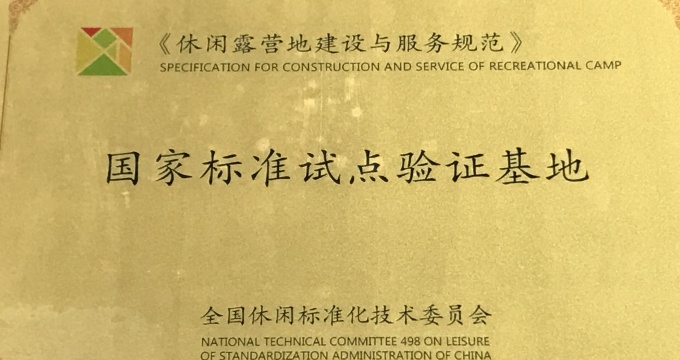 《休闲露营地建设与服务规范》
SPECIFICATION FOR CONSTRUCTION AND SERVICE OF RECREATIONAL CAMP
国家标准试点验证基地
全国休闲标准化技术委员会
NATIONAL TECHNICAL COMMITTEE 498 ON LEISURE
OF STANDARDIZATION ADMINISTRATION OF CHINA